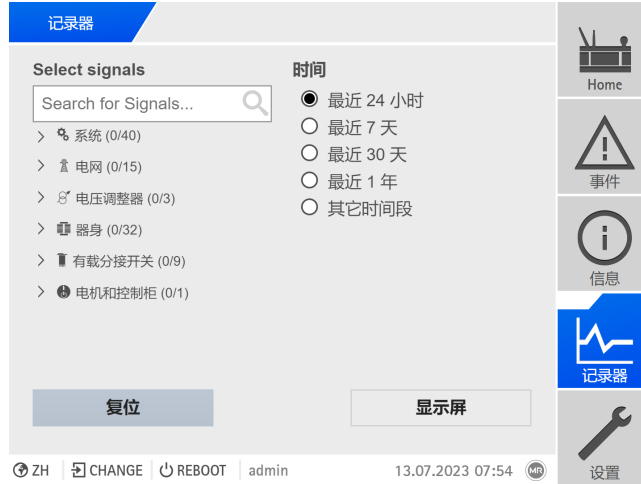 记录器
Select signals
Search for Signals...
系统 (0/40)
电网 (0/15)
电压调整器 (0/3)
器身 (0/32)
有载分接开关 (0/9)
电机和控制柜 (0/1)
时间
最近 24 小时
最近 7 天
最近 30 天
最近 1 年
其它时间段
复位
显示屏
Home
事件
信息
记录器
设置
ZH CHANGE REBOOT admin 13.07.2023 07:54 MR